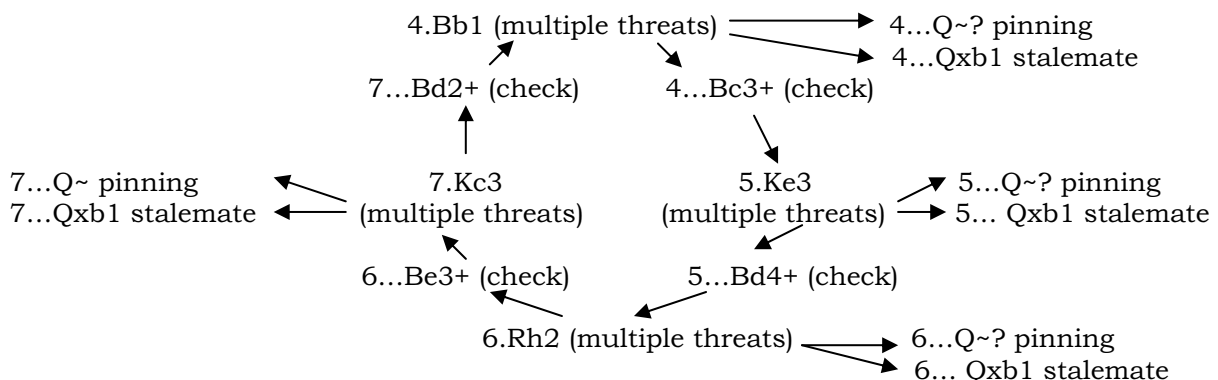 4.Bb1 (multiple threats)
4…Q~? pinning
4…Qxb1 stalemate
7…Bd2+ (check)
4…Bc3+ (check)
7…Q~ pinning
7…Qxb1 stalemate
7.Kc3
(multiple threats)
5.Ke3
(multiple threats)
5…Q~? pinning
5… Qxb1 stalemate
6…Be3+ (check)
5…Bd4+ (check)
6.Rh2 (multiple threats)
6…Q~? pinning
6… Qxb1 stalemate